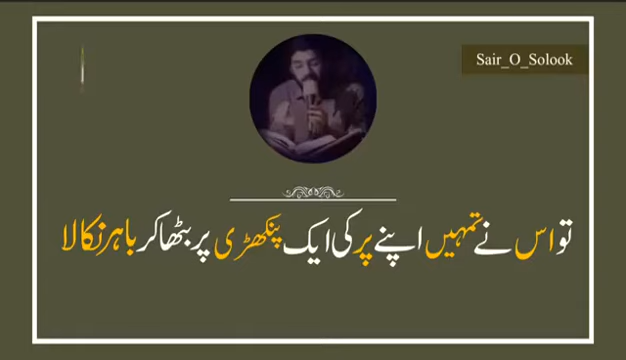 Sair_O_Solook
تو اس نے تمہیں اپنے پر کی ایک پنکھڑی پر بٹھا کر باہر نکالا